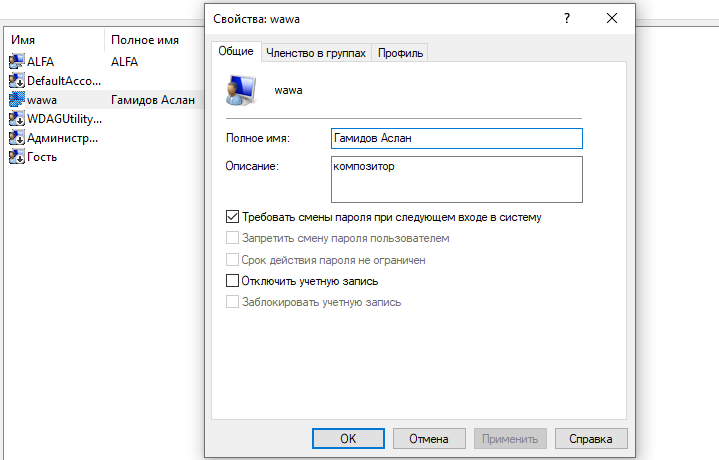 Имя Полное имя
ALFA ALFA
DefaultAcco...
wawa Гамидов Аслан
WDAGUtility...
Админист...
Гость
Свойства: wawa ? ×
Общие Членство в группах Профиль
wawa
Полное имя: Гамидов Аслан
Описание: композитор
Требовать смены пароля при следующем входе в систему
Запретить смену пароля пользователем
Срок действия пароля не ограничен
Отключить учетную запись
Заблокировать учетную запись
OK Отмена Применить Справка